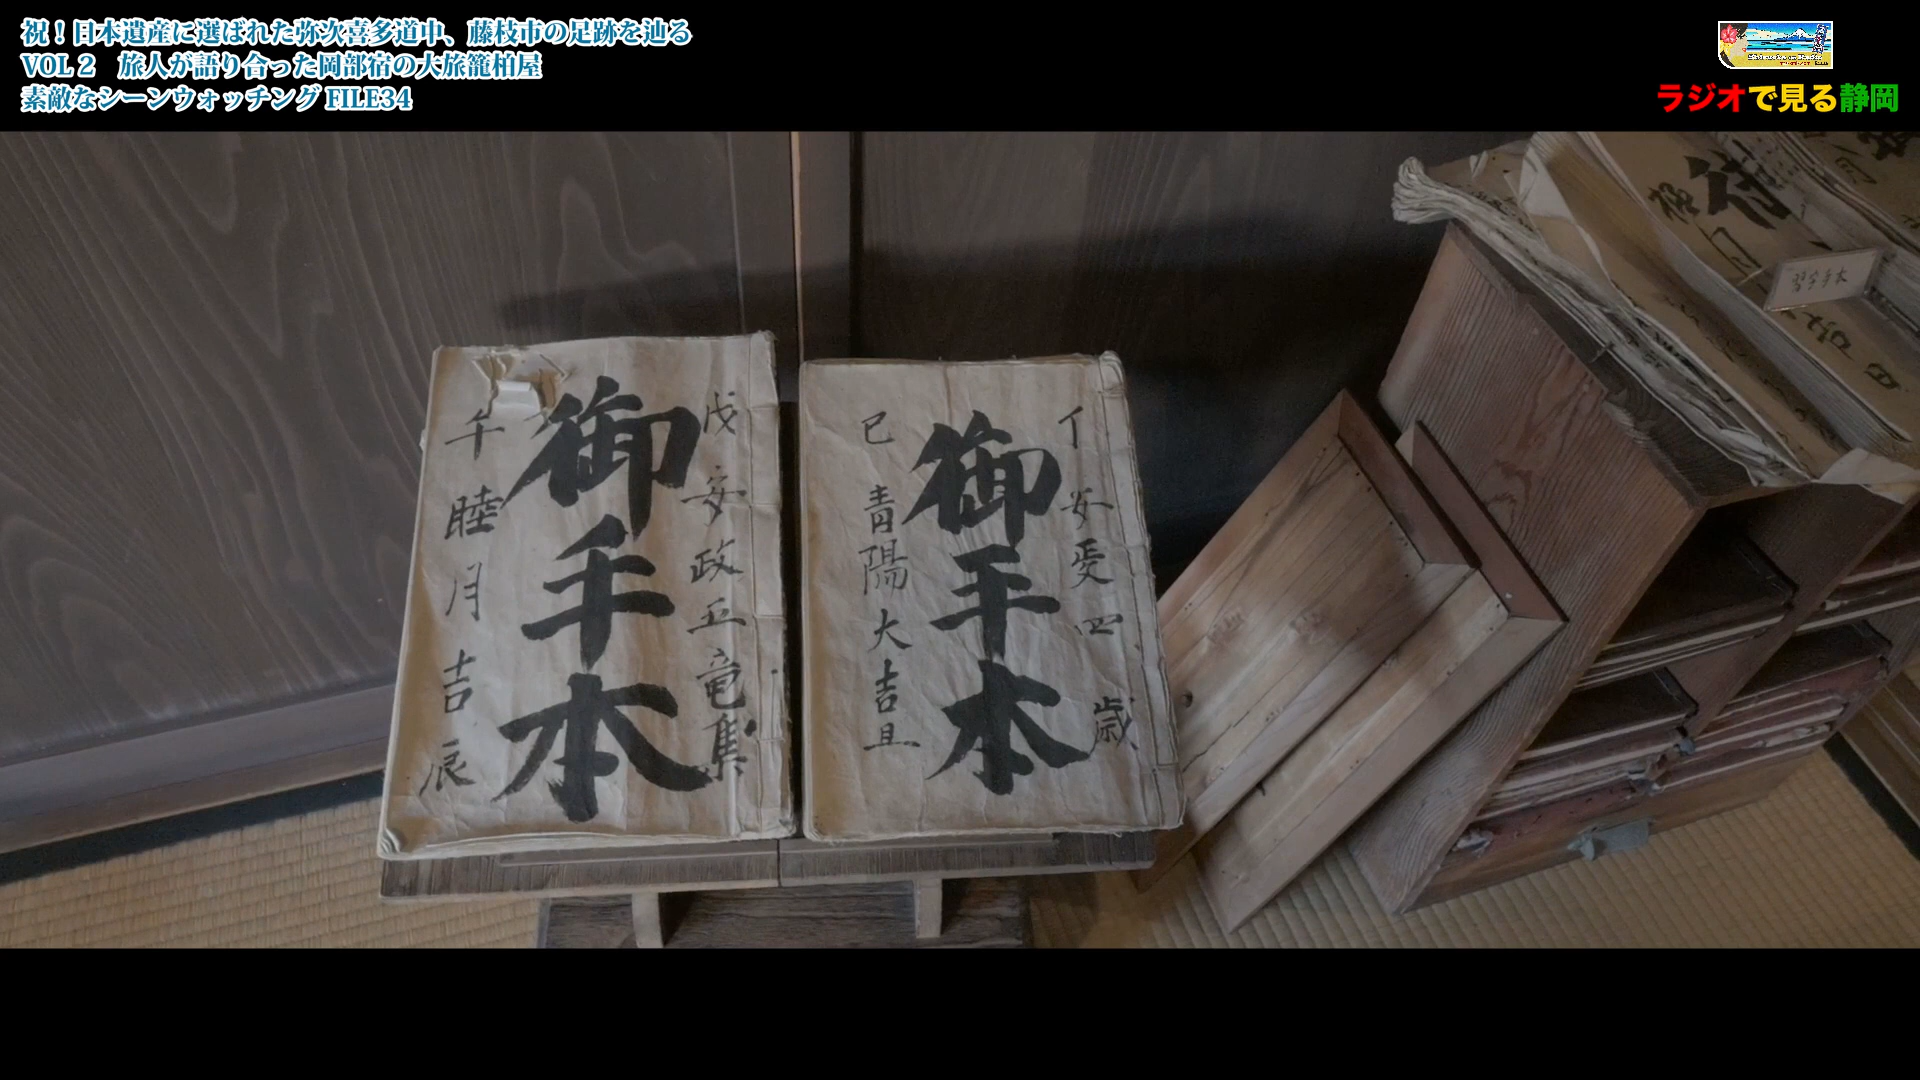 祝！日本遺産に選ばれた弥次喜多道中、藤枝市の足跡を辿る
VOL２　旅人が語り合った岡部宿の大旅籠柏屋
素敵なシーンウォッチング FILE34
ラジオで見る静岡
戊 安政五竜集
御手本
午 睦月吉辰
安政四 歳
御手本
巳 青陽大吉旦
習字手本